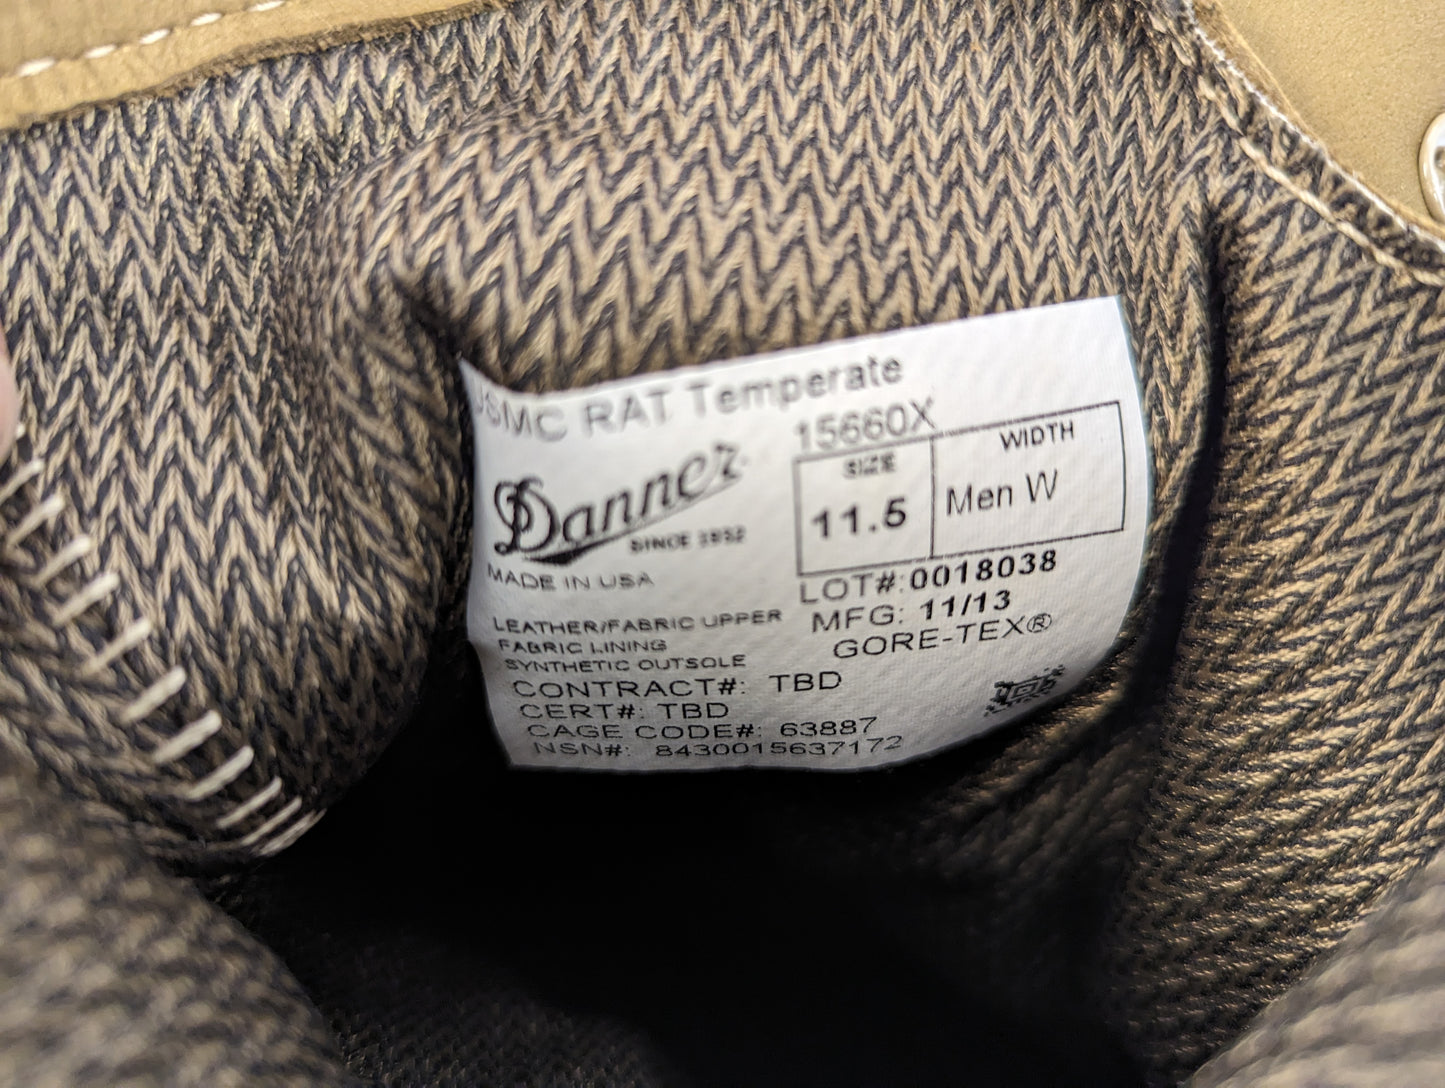 USMC RAT Temperate
15660X
Danner
SINCE 1932
MADE IN USA
SIZE
11.5
WIDTH
Men W
LOT#: 0018038
MFG: 11/13
GORE-TEX®
LEATHER/FABRIC UPPER
FABRIC LINING
SYNTHETIC OUTSOLE
CONTRACT#: TBD
CERT#: TBD
CAGE CODE#: 63887
NSN#: 8430015637172